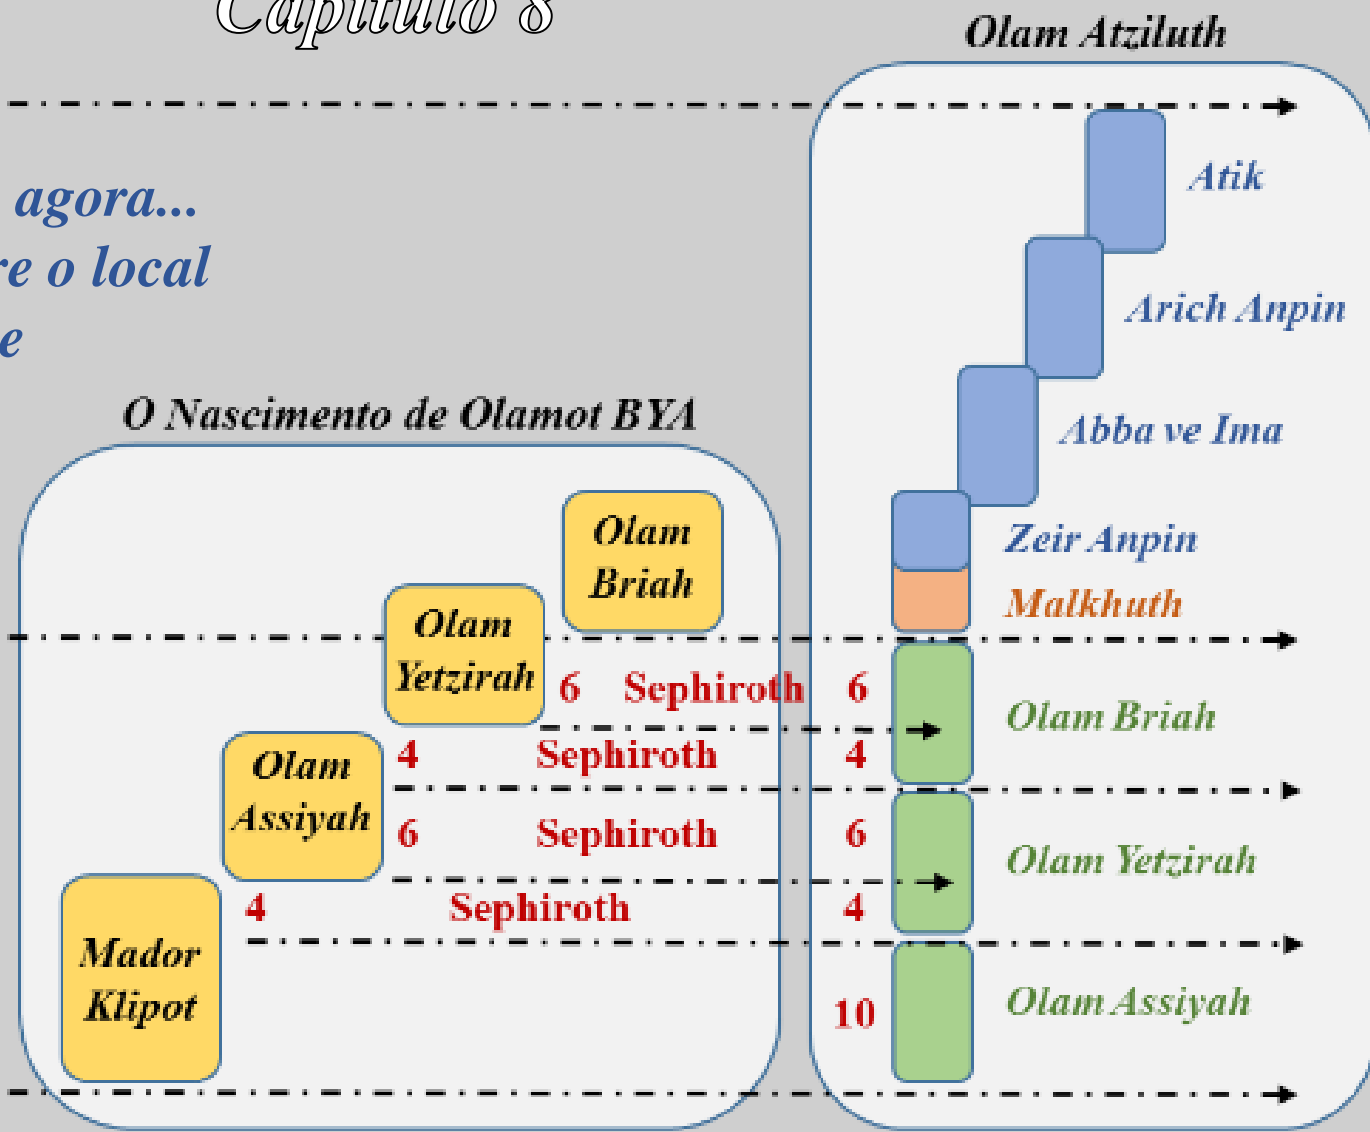 Capítulo 8
Olam Atziluth
agora...
re o local
e
Atik
Arich Anpin
Abba ve Ima
Zeir Anpin
Malkhuth
Olam Briah
Olam Yetzirah
Olam Assiyah
O Nascimento de Olamot BYA
Olam
Briah
Olam
Yetzirah
Olam
Assiyah
Mador
Klipot
6 Sephiroth 6
4 Sephiroth 4
6 Sephiroth 6
4 Sephiroth 4
10